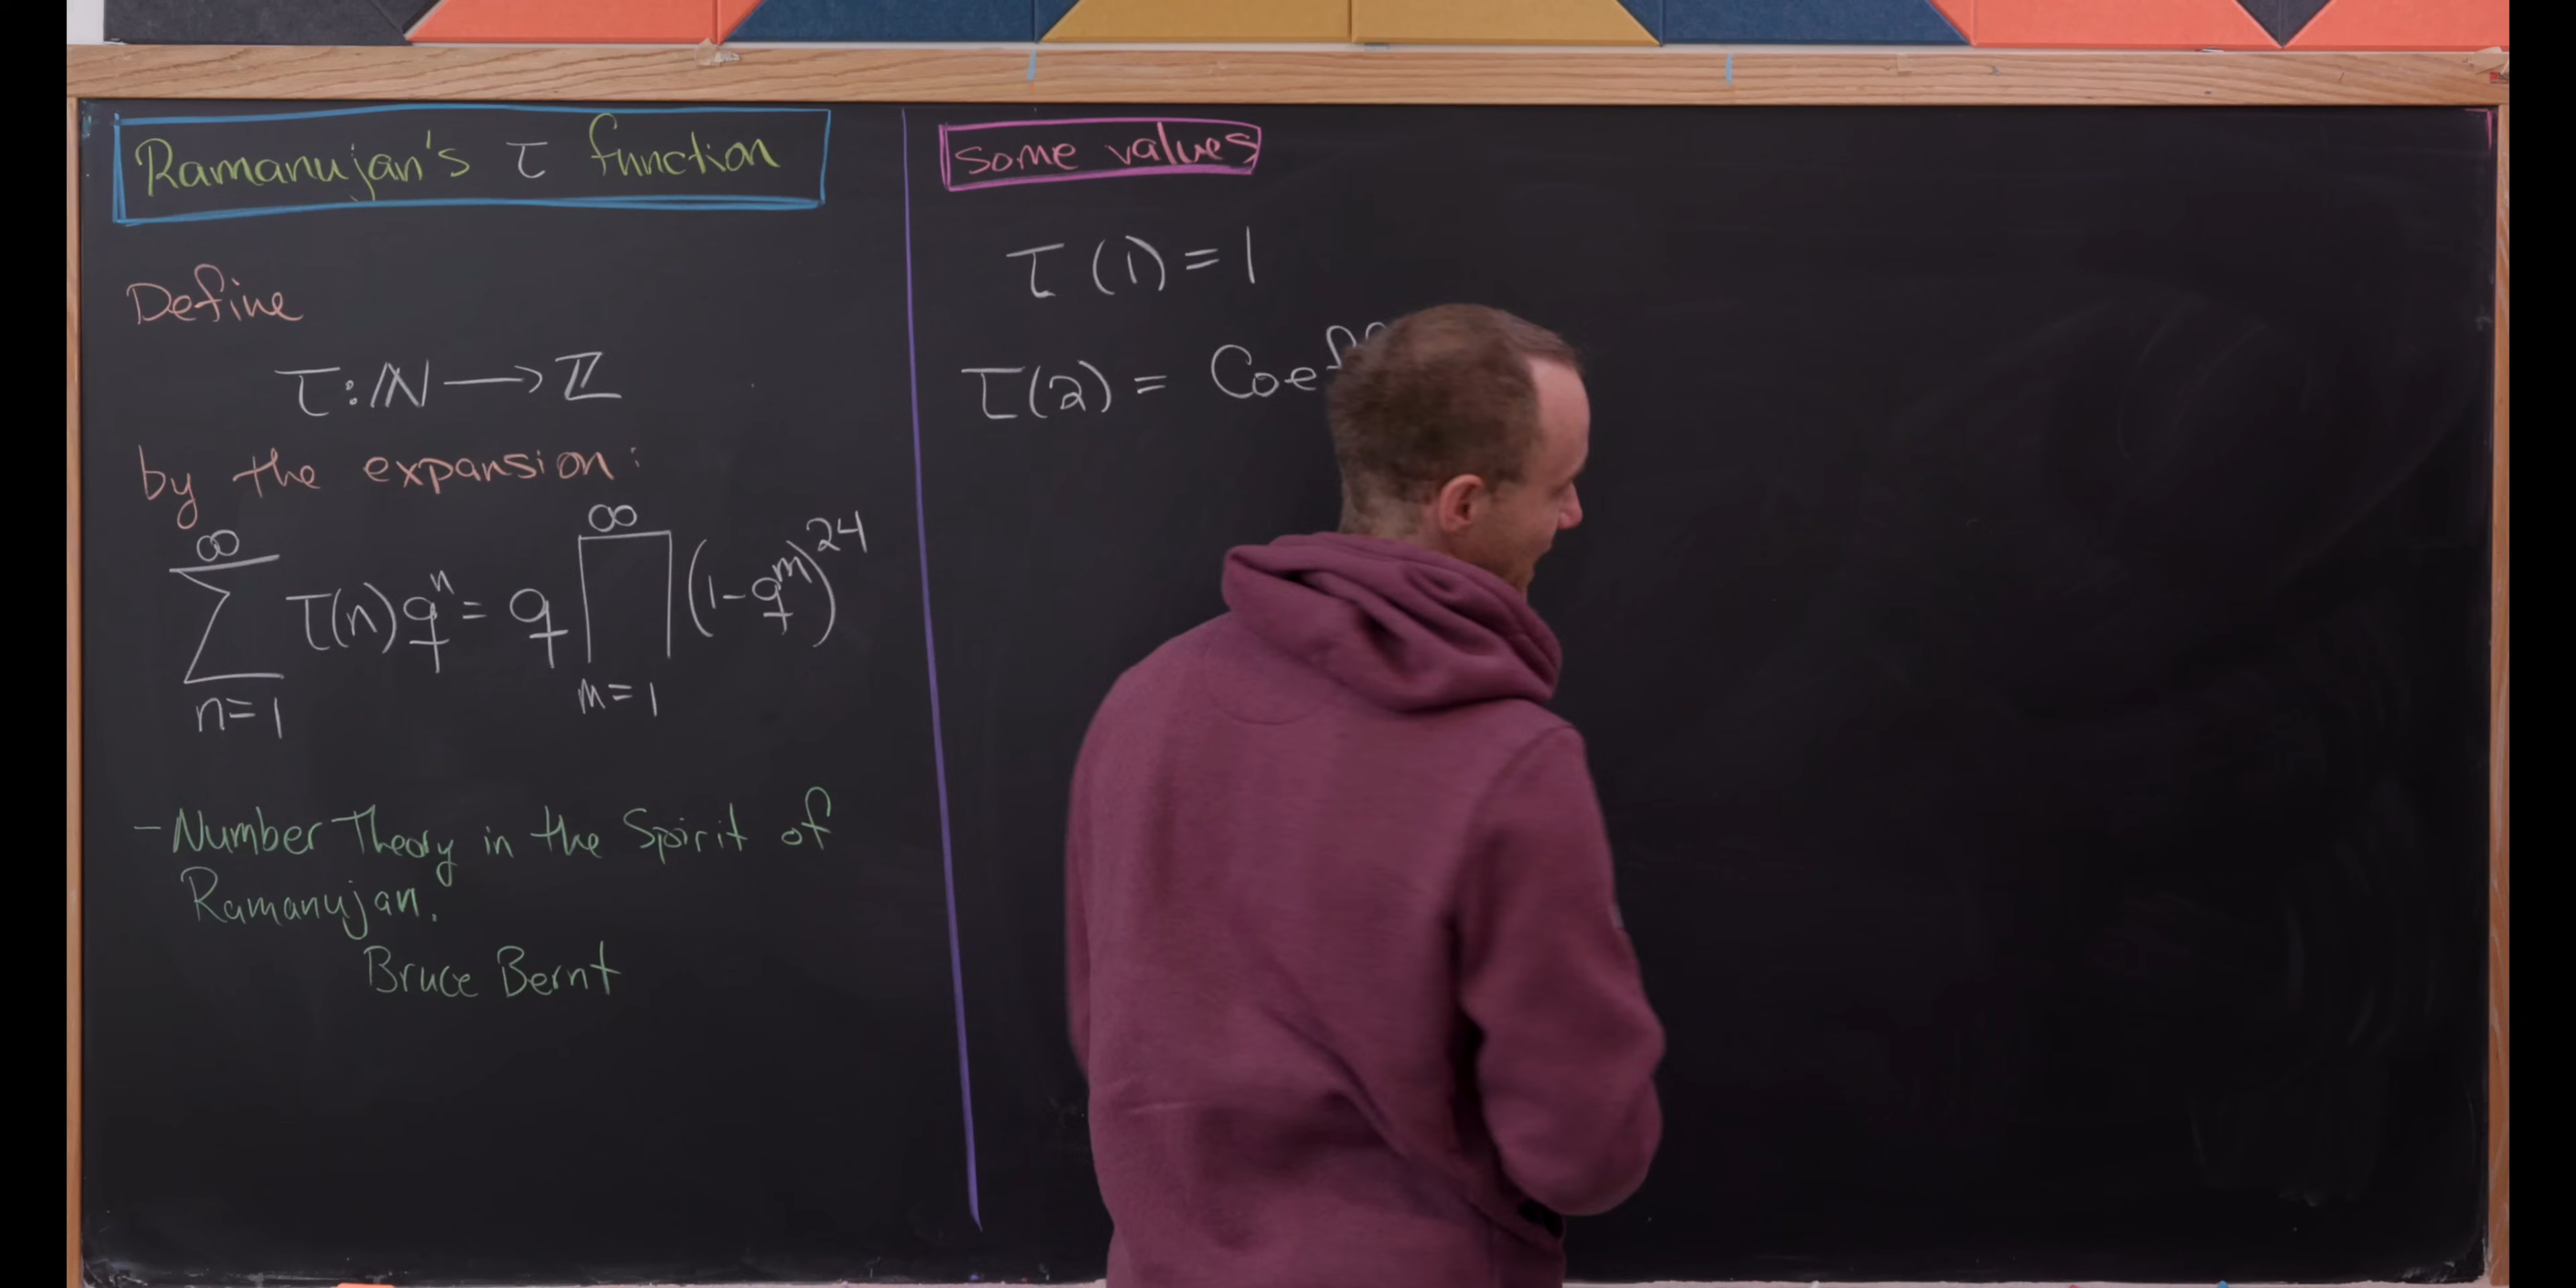 Ramanujan's τ function
Define
τ: ℕ ⟶ ℤ
by the expansion:
∑_{n=1}^{∞} τ(n) q^n = q ∏_{m=1}^{∞} (1-q^m)^{24}
- Number Theory in the Spirit of
Ramanujan.
Bruce Bernt
some values
τ(1) = 1
τ(2) =